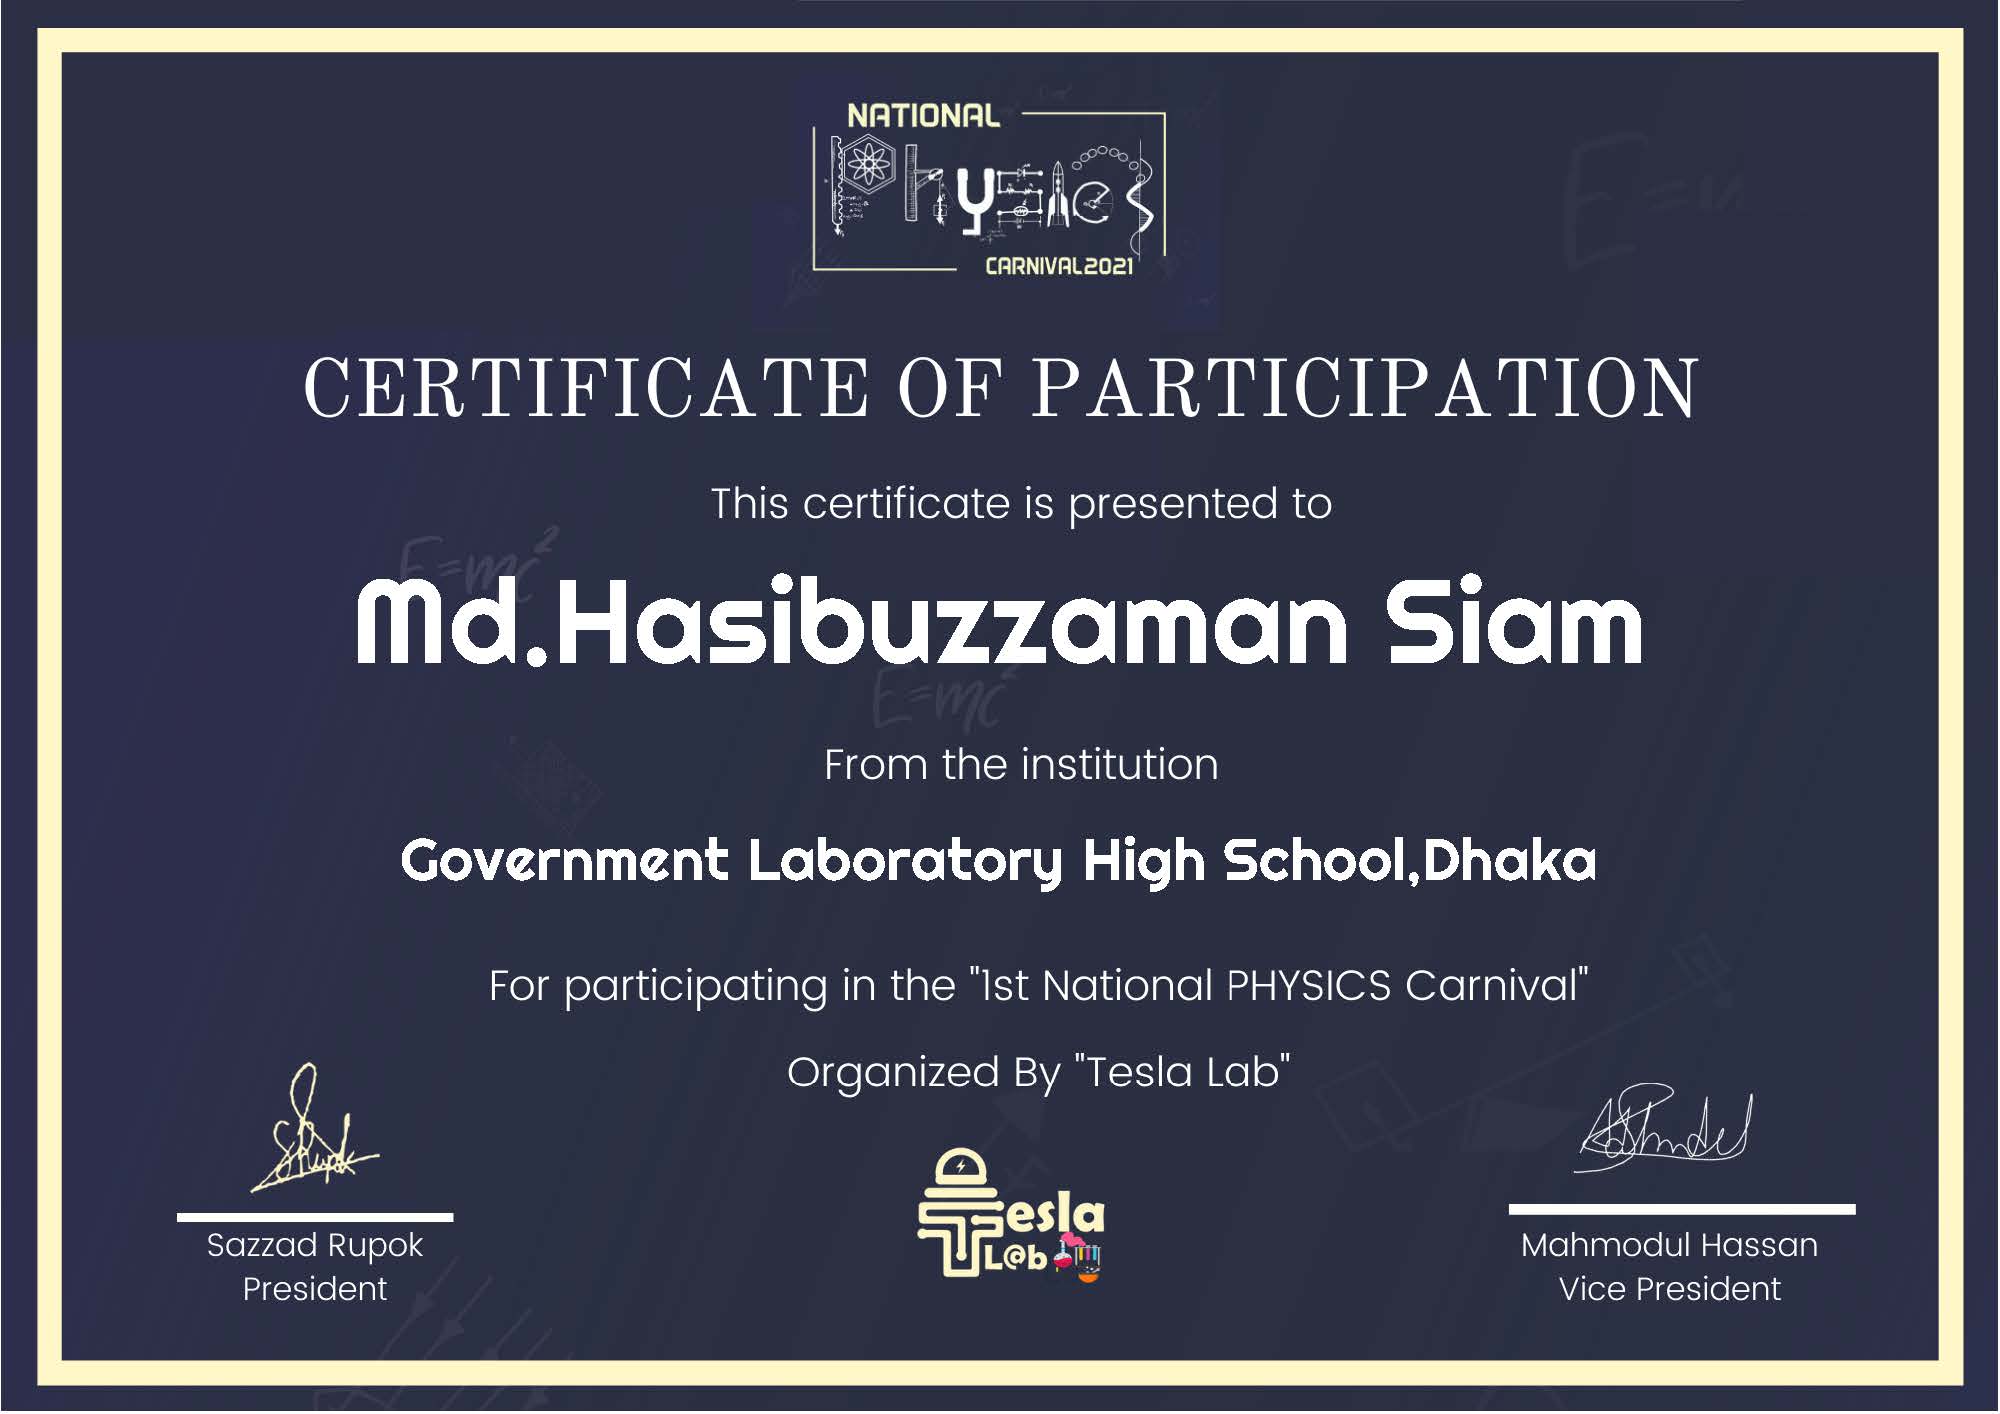 NATIONAL
Physics
CARNIVAL2021
CERTIFICATE OF PARTICIPATION
This certificate is presented to
E=mc²
Md.Hasibuzzaman Siam
E=mc²
From the institution
Government Laboratory High School,Dhaka
For participating in the "1st National PHYSICS Carnival"
Organized By "Tesla Lab"
Tesla
L@b
Sazzad Rupok
President
Mahmodul Hassan
Vice President